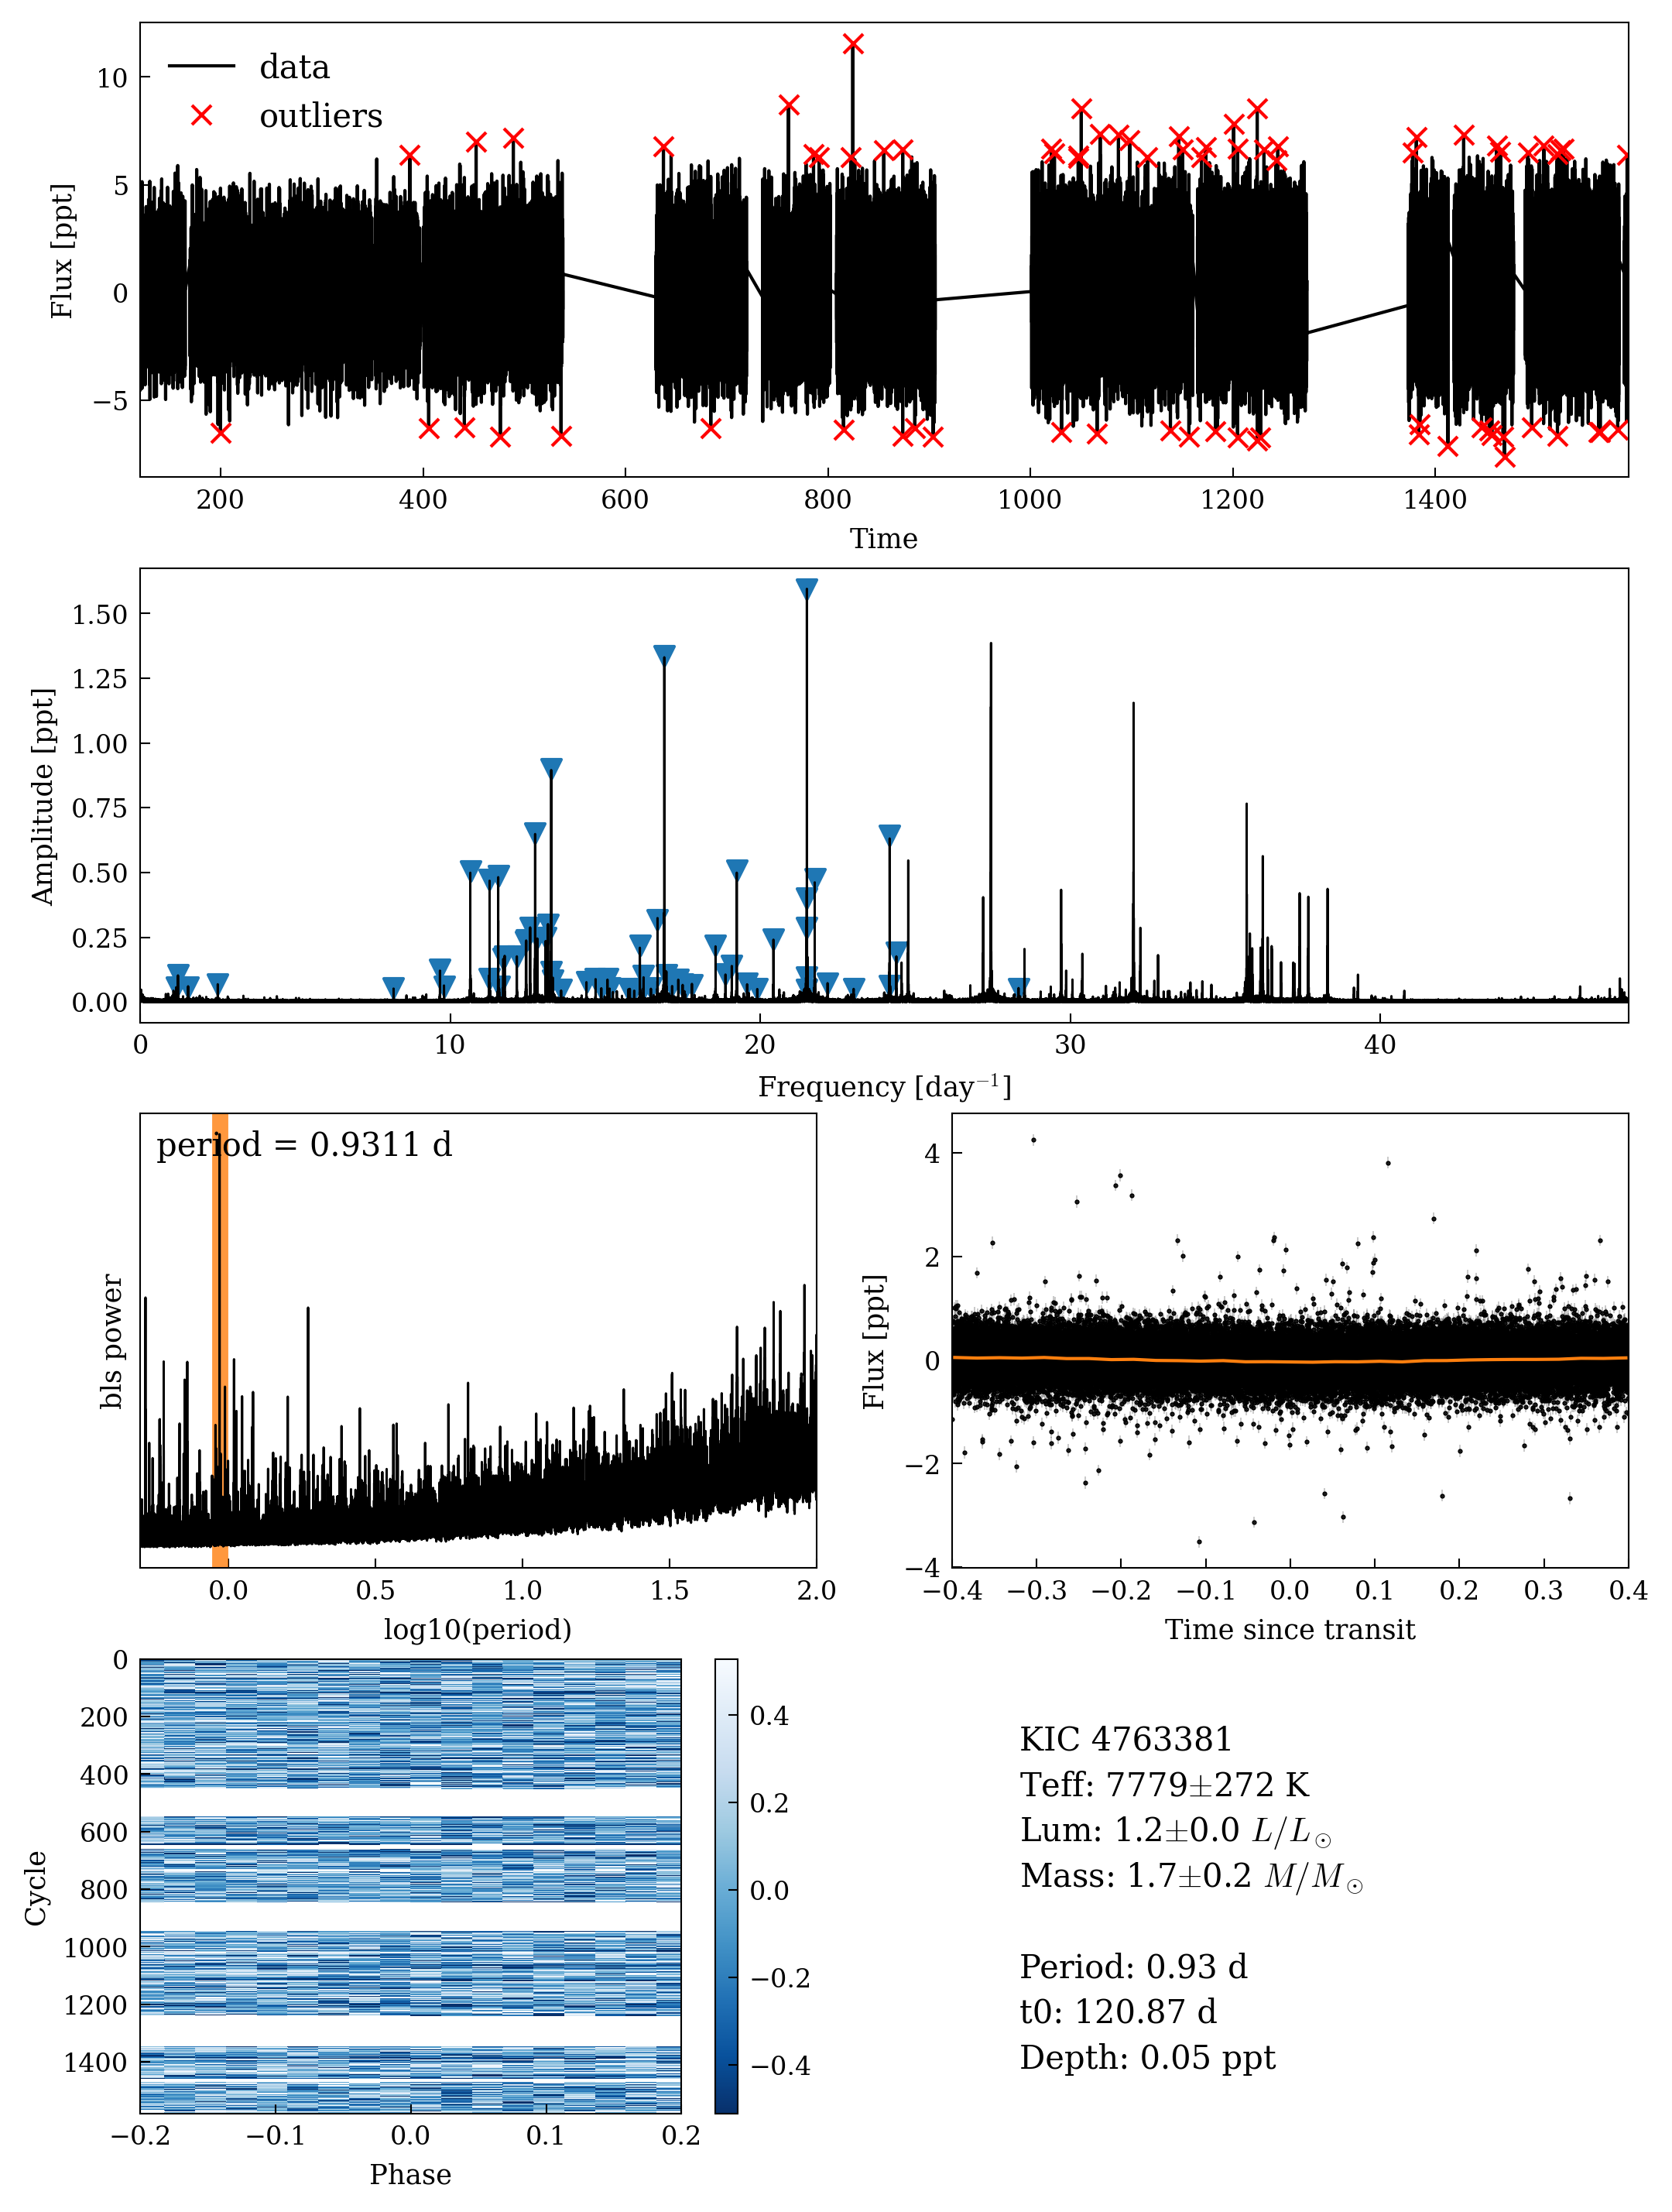 data
outliers
10
5
0
−5
Flux [ppt]
200 400 600 800 1000 1200 1400
Time
1.50
1.25
1.00
0.75
0.50
0.25
0.00
Amplitude [ppt]
0 10 20 30 40
Frequency [day⁻¹]
period = 0.9311 d
bls power
0.0 0.5 1.0 1.5 2.0
log10(period)
4
2
0
−2
−4
Flux [ppt]
−0.4 −0.3 −0.2 −0.1 0.0 0.1 0.2 0.3 0.4
Time since transit
0
200
400
600
800
1000
1200
1400
Cycle
−0.2 −0.1 0.0 0.1 0.2
Phase
0.4
0.2
0.0
−0.2
−0.4
KIC 4763381
Teff: 7779±272 K
Lum: 1.2±0.0 L/L⊙
Mass: 1.7±0.2 M/M⊙
Period: 0.93 d
t0: 120.87 d
Depth: 0.05 ppt